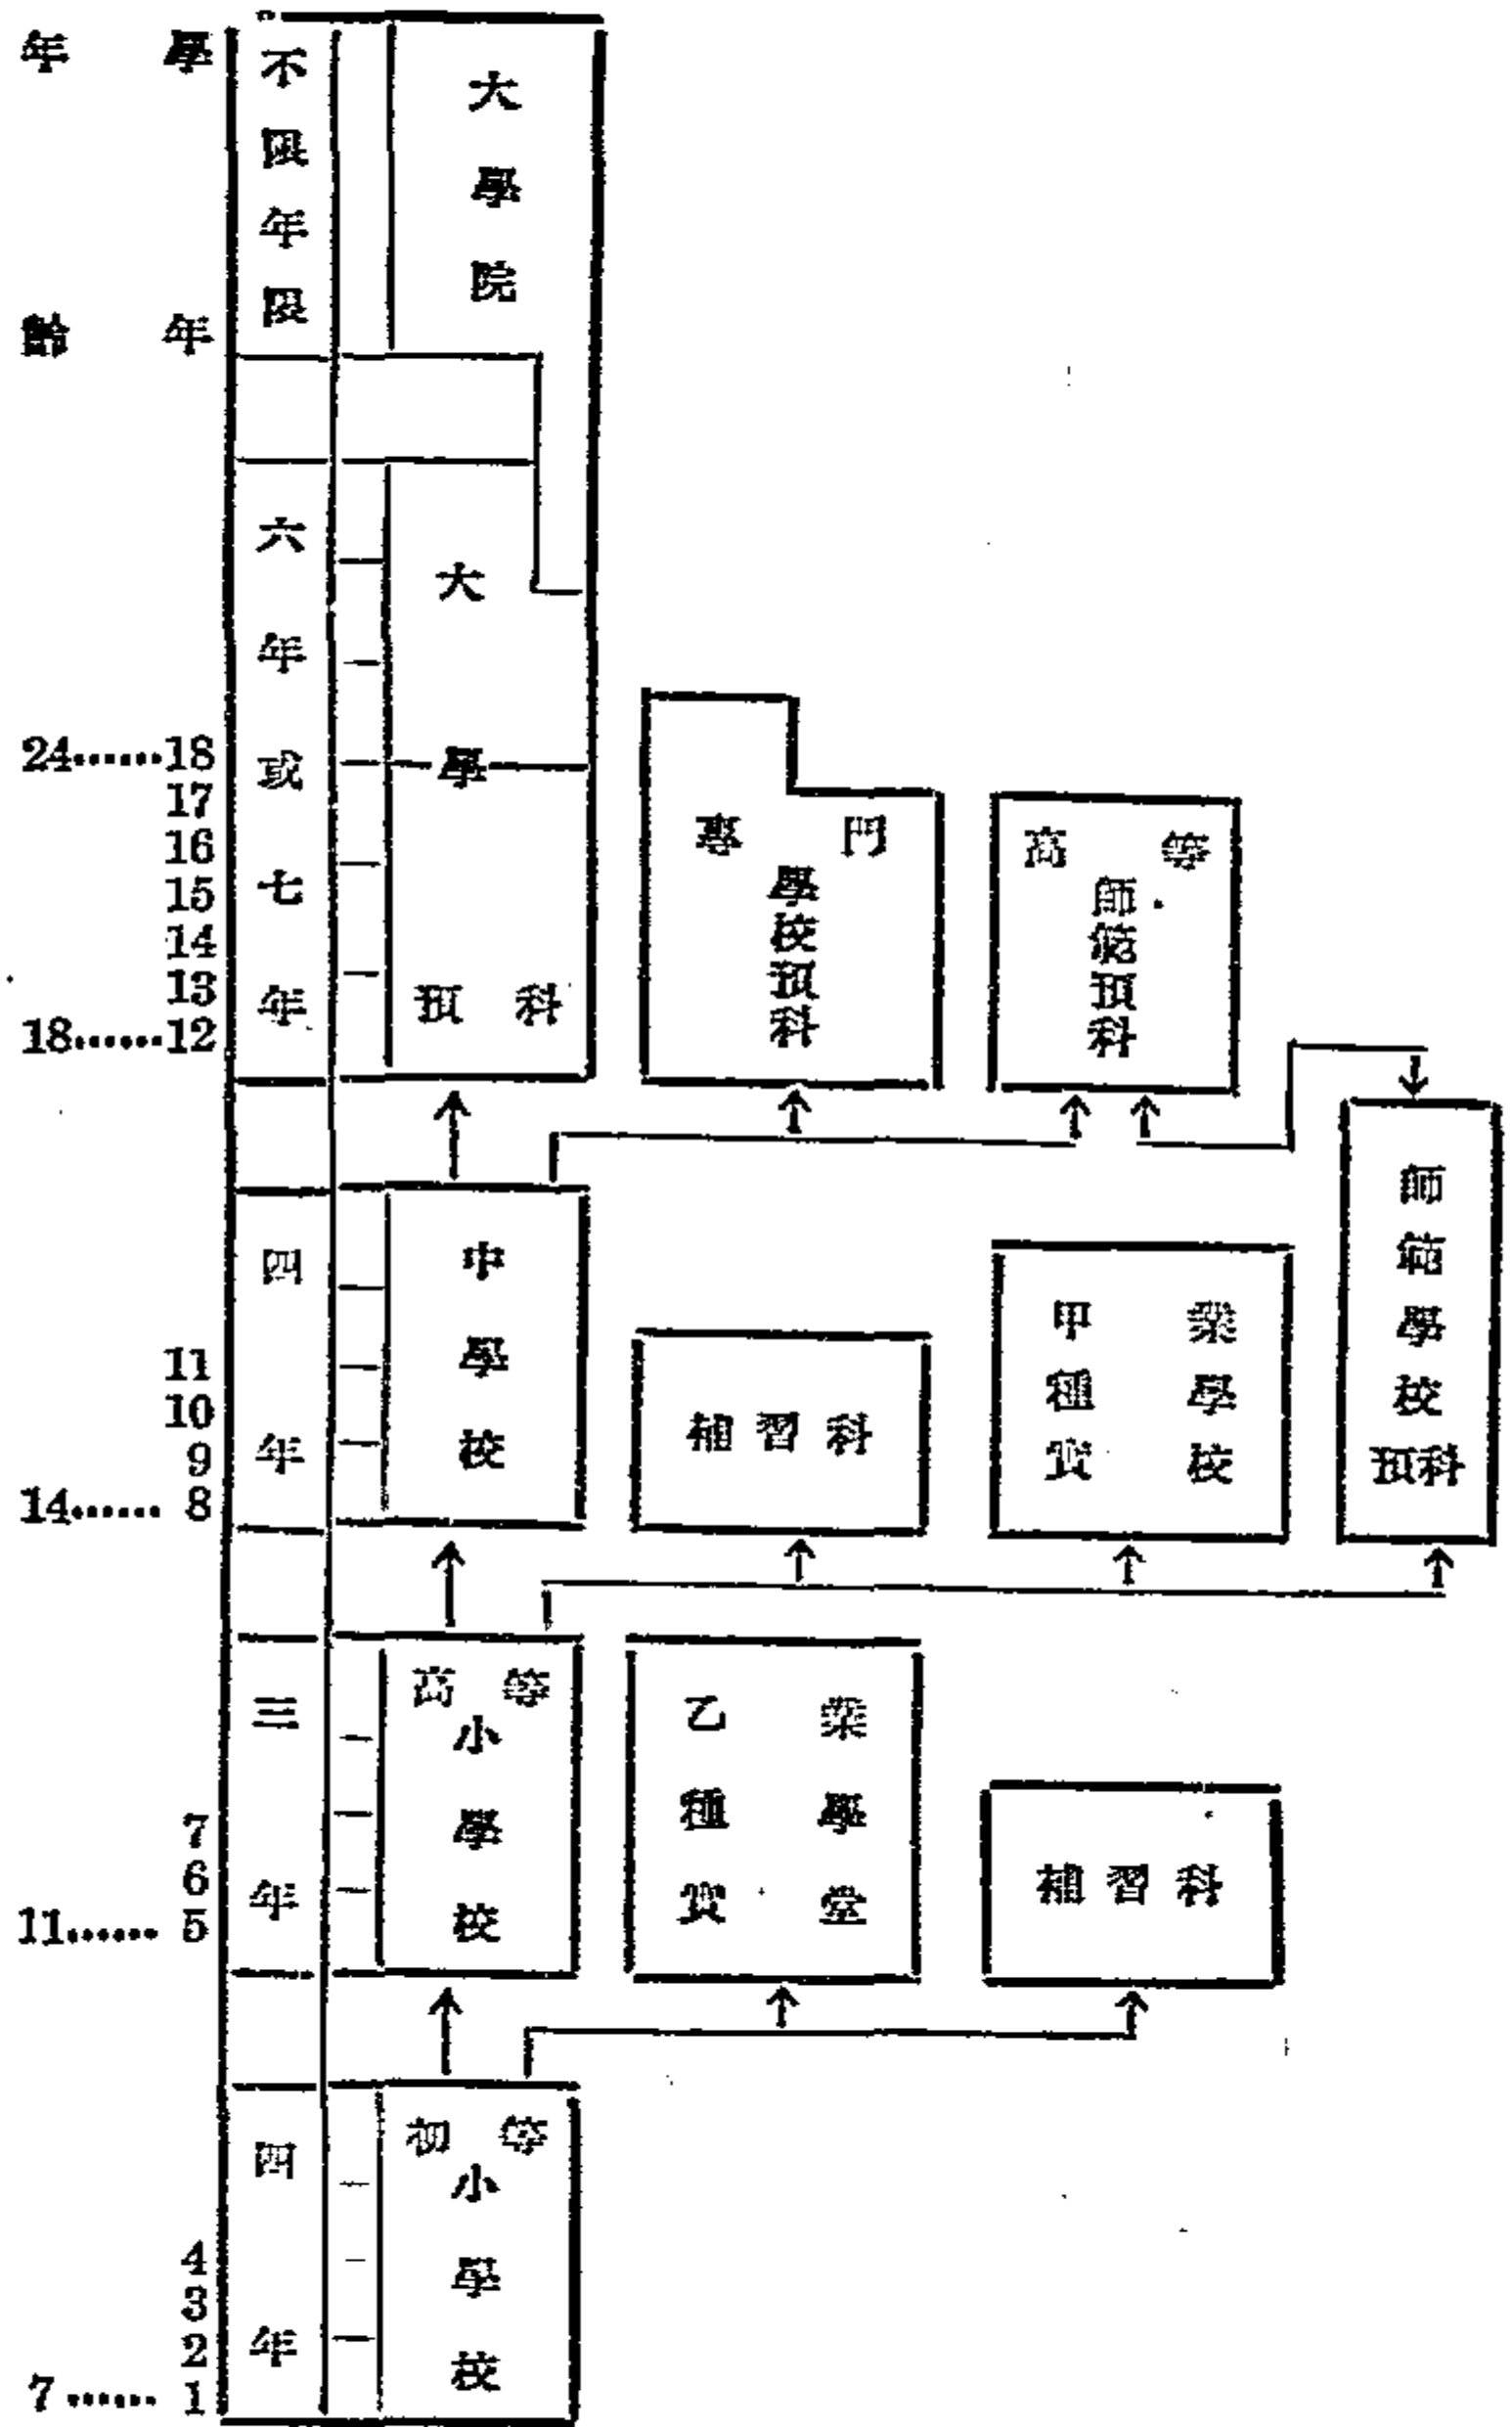 學年
年齡
不限年限
大學院
六年或七年
大學
預科
24……18
17
16
15
14
13
18……12
專門學校預科
高等師範預科
四年
中學校
11
10
9
14……8
補習科
甲種實業學校
師範學校預科
三年
高等小學校
7
6
11……5
乙種實業學堂
補習科
四年
初等小學校
4
3
2
7……1